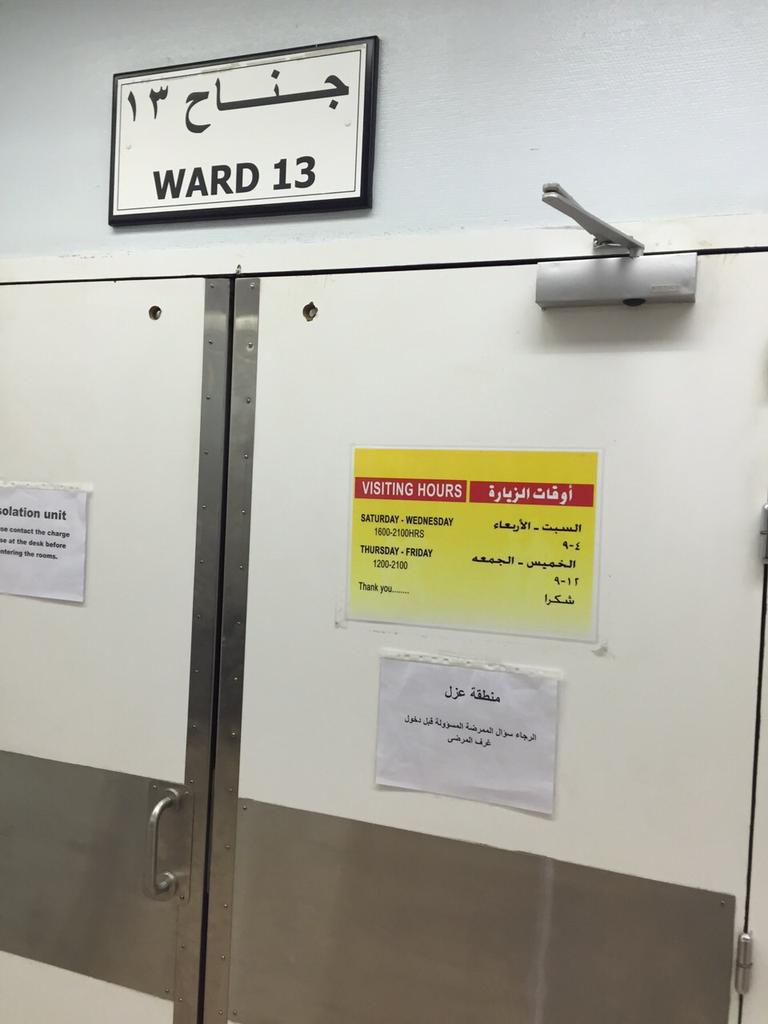 جناح ١٣
WARD 13
VISITING HOURS
أوقات الزيارة
SATURDAY - WEDNESDAY
1600-2100HRS
THURSDAY - FRIDAY
1200-2100
Thank you........
السبت - الأربعاء
٩-٤
الخميس - الجمعه
٩-١٢
شكرا
solation unit
se contact the charge
se at the desk before
ntering the rooms.
منطقة عزل
الرجاء سؤال الممرضة المسؤولة قبل دخول
غرف المرضى